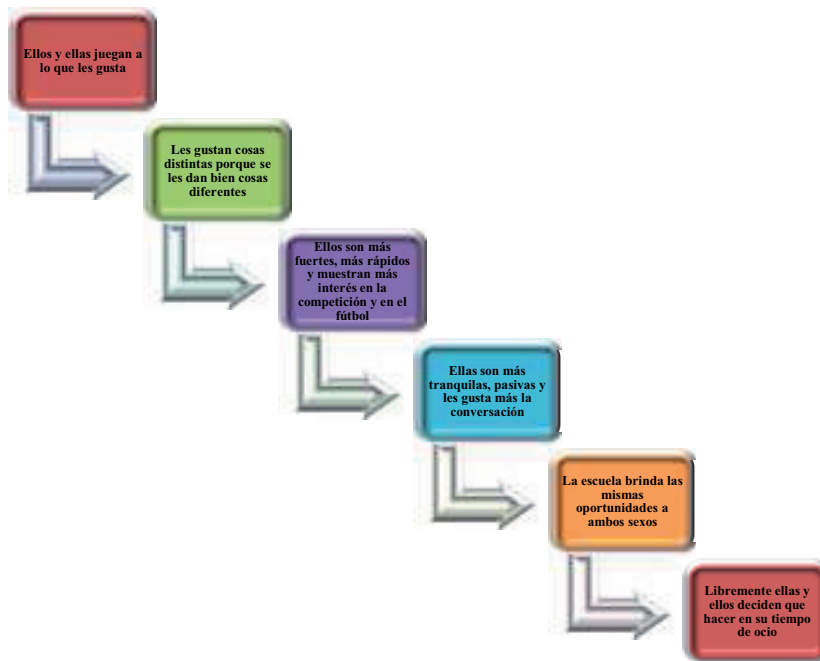 Ellos y ellas juegan a
lo que les gusta
Les gustan cosas
distintas porque se
les dan bien cosas
diferentes
Ellos son más
fuertes, más rápidos
y muestran más
interés en la
competición y en el
fútbol
Ellas son más
tranquilas, pasivas y
les gusta más la
conversación
La escuela brinda las
mismas
oportunidades a
ambos sexos
Libremente ellas y
ellos deciden que
hacer en su tiempo
de ocio